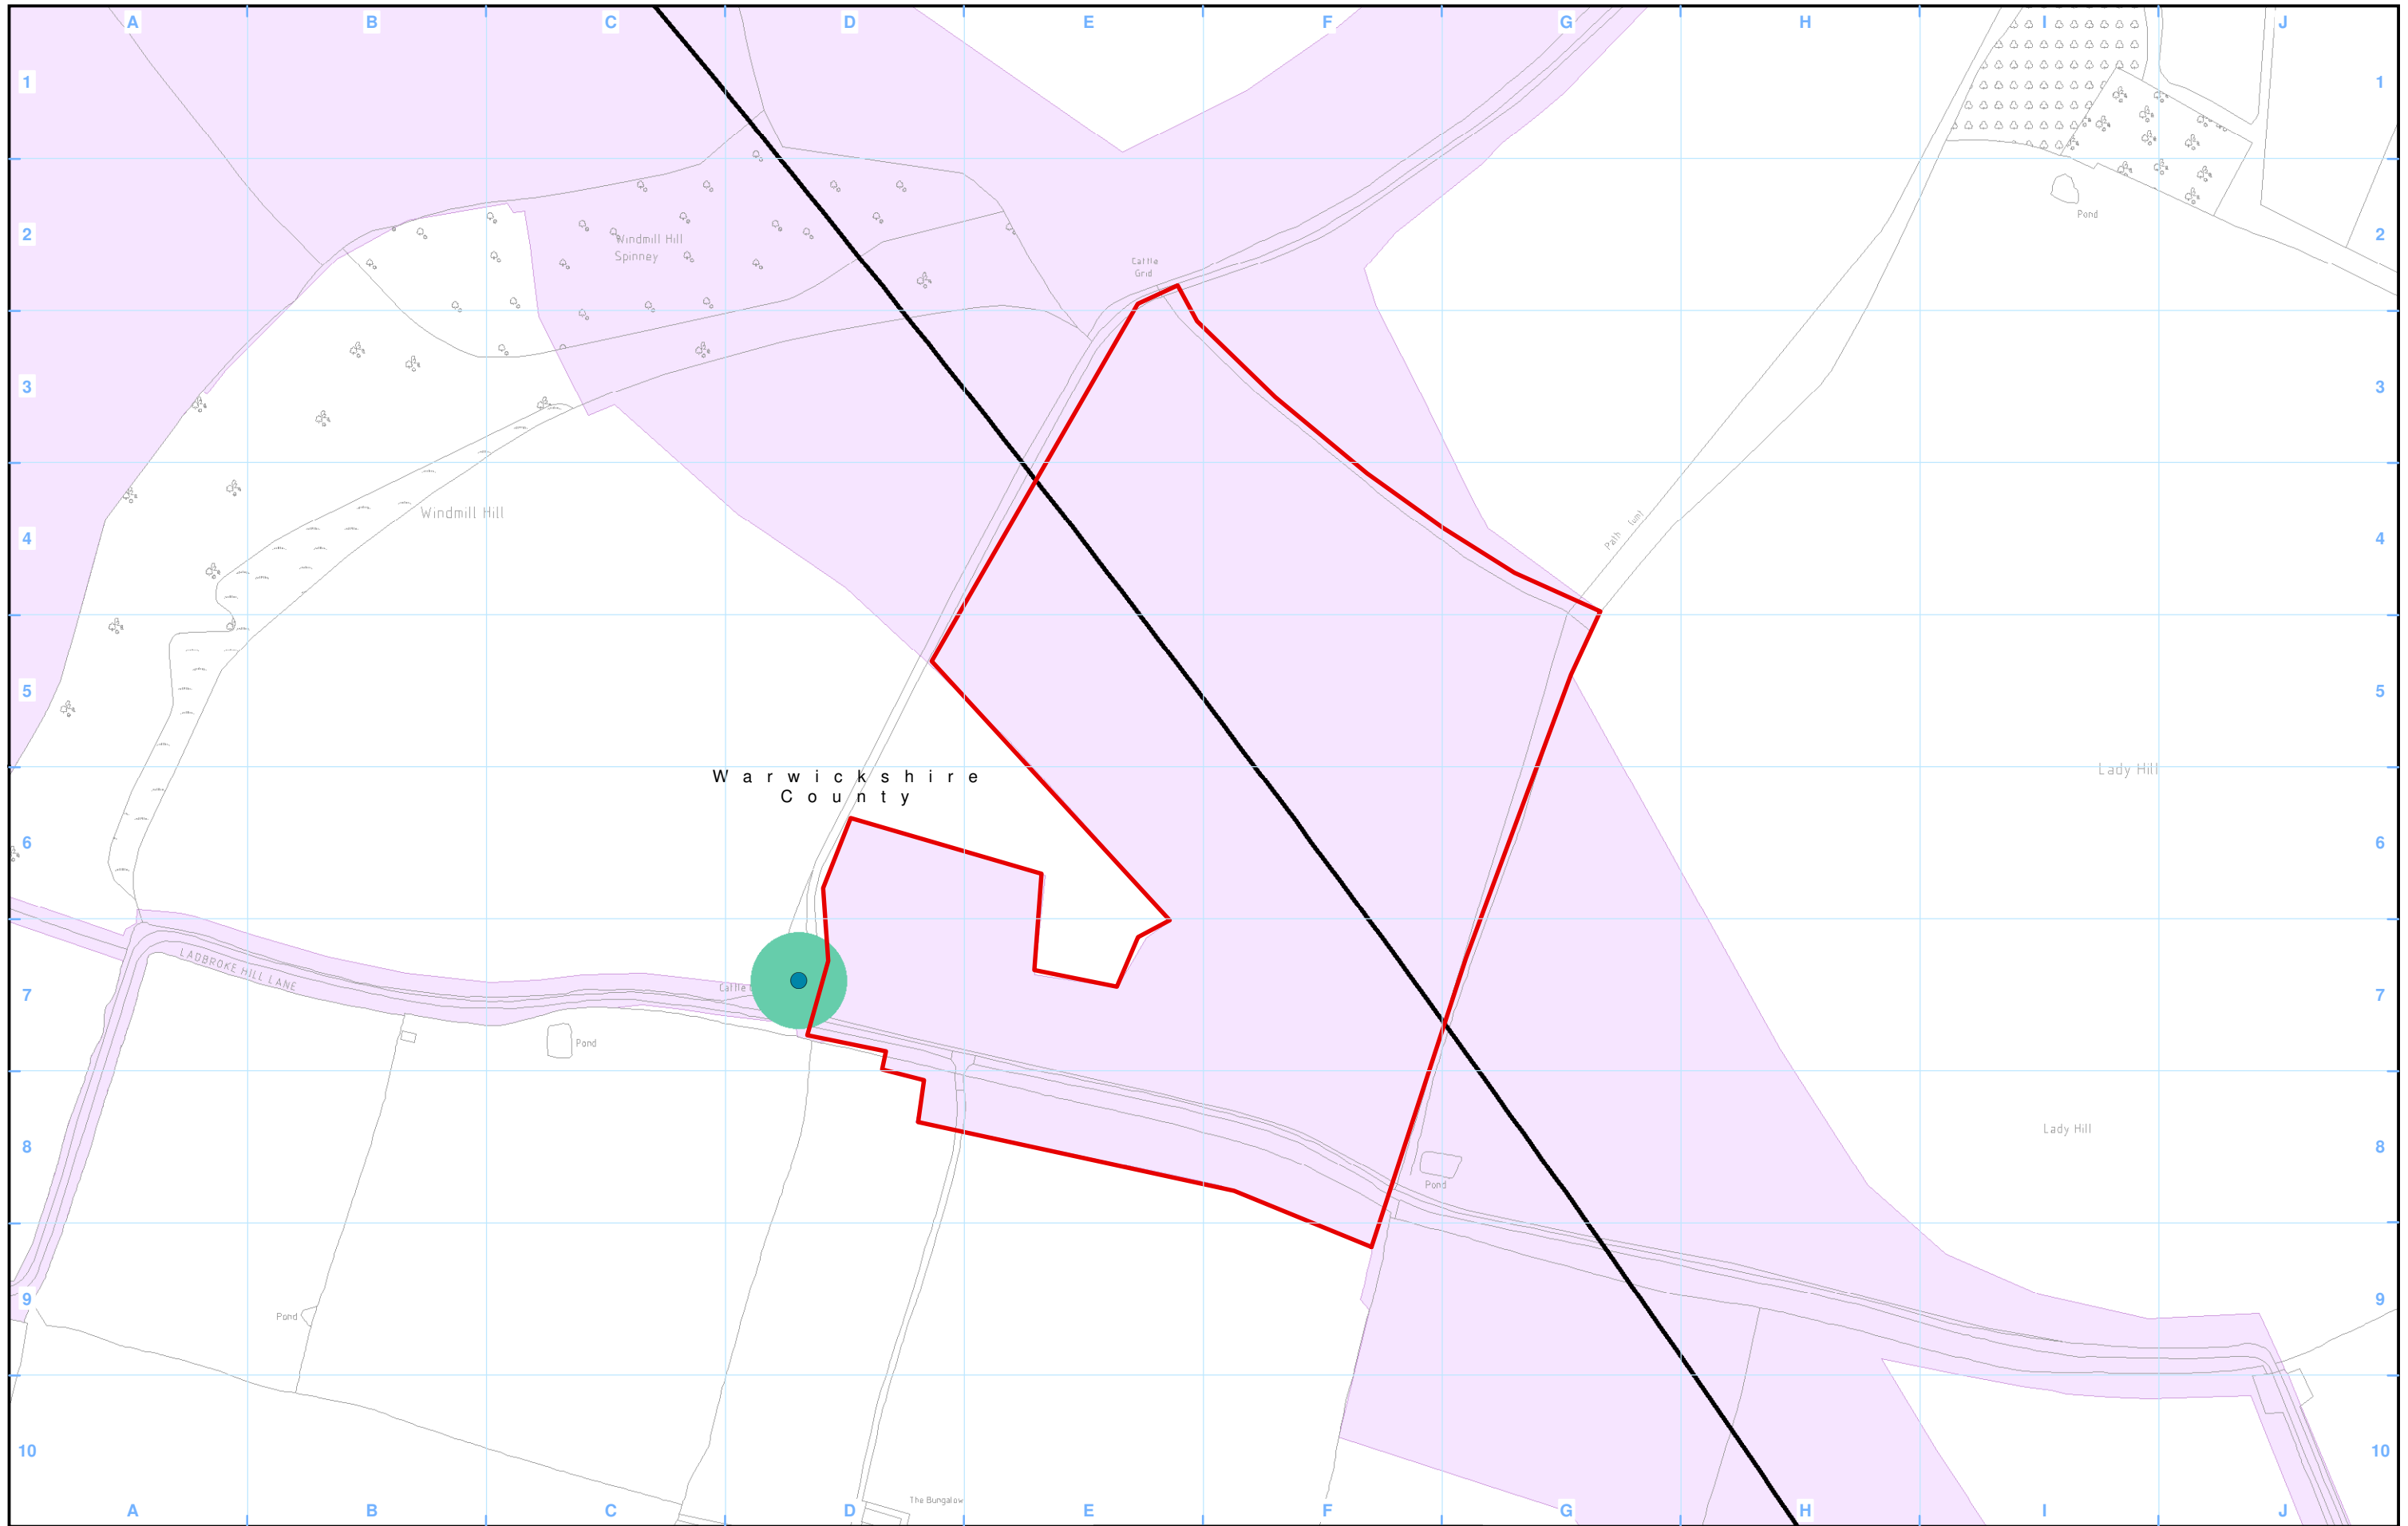 A B C D E F G H I J
1 1
Pond
2 2
Windmill Hill
Spinney
Cattle
Grid
3 3
Windmill Hill
Path (um)
4 4
5 5
Lady Hill
Warwickshire
County
6 6
LADBROKE HILL LANE
Cattle
7 7
Pond
Lady Hill
8 8
Pond
9 9
Pond
10 10
The Bungalow
A B C D E F G H I J